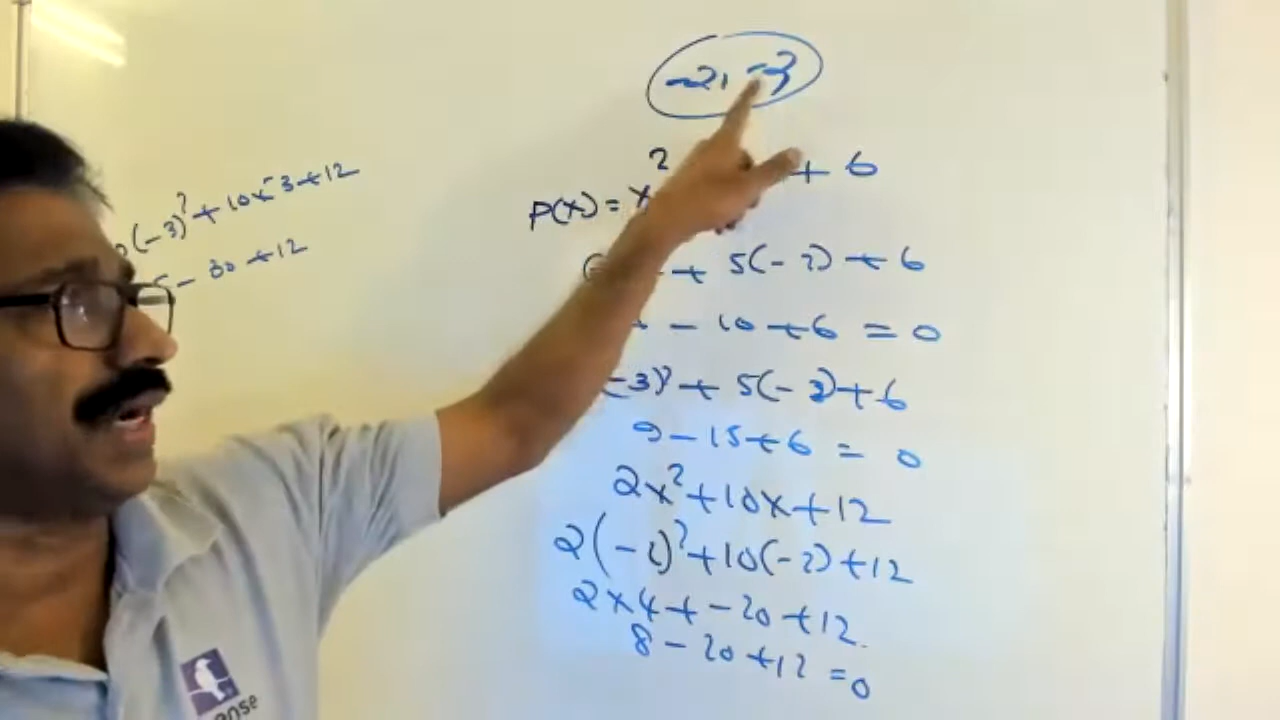 -2, -3
P(x) = x² + 6
+ 5(-2) + 6
- 10 + 6 = 0
-3)² + 5(-3) + 6
9 - 15 + 6 = 0
2x² + 10x + 12
2(-2)² + 10(-2) + 12
2 × 4 + -20 + 12
8 - 20 + 12 = 0
(-3)² + 10x-3 + 12
- 30 + 12